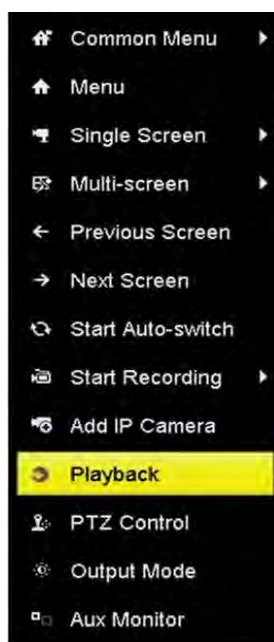 Common Menu
Menu
Single Screen
Multi-screen
Previous Screen
Next Screen
Start Auto-switch
Start Recording
Add IP Camera
Playback
PTZ Control
Output Mode
Aux Monitor